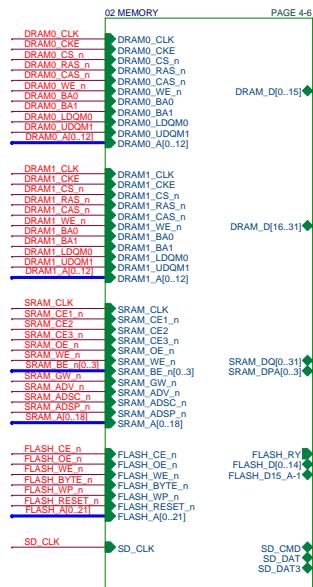 02 MEMORY PAGE 4-6
DRAM0_CLK DRAM0_CLK
DRAM0_CKE DRAM0_CKE
DRAM0_CS_n DRAM0_CS_n
DRAM0_RAS_n DRAM0_RAS_n
DRAM0_CAS_n DRAM0_CAS_n
DRAM0_WE_n DRAM0_WE_n DRAM_D[0..15]
DRAM0_BA0 DRAM0_BA0
DRAM0_BA1 DRAM0_BA1
DRAM0_LDQM0 DRAM0_LDQM0
DRAM0_UDQM1 DRAM0_UDQM1
DRAM0_A[0..12] DRAM0_A[0..12]
DRAM1_CLK DRAM1_CLK
DRAM1_CKE DRAM1_CKE
DRAM1_CS_n DRAM1_CS_n
DRAM1_RAS_n DRAM1_RAS_n
DRAM1_CAS_n DRAM1_CAS_n
DRAM1_WE_n DRAM1_WE_n DRAM_D[16..31]
DRAM1_BA0 DRAM1_BA0
DRAM1_BA1 DRAM1_BA1
DRAM1_LDQM0 DRAM1_LDQM0
DRAM1_UDQM1 DRAM1_UDQM1
DRAM1_A[0..12] DRAM1_A[0..12]
SRAM_CLK SRAM_CLK
SRAM_CE1_n SRAM_CE1_n
SRAM_CE2 SRAM_CE2
SRAM_CE3_n SRAM_CE3_n
SRAM_OE_n SRAM_OE_n
SRAM_WE_n SRAM_WE_n SRAM_DQ[0..31]
SRAM_BE_n[0..3] SRAM_BE_n[0..3] SRAM_DPA[0..3]
SRAM_GW_n SRAM_GW_n
SRAM_ADV_n SRAM_ADV_n
SRAM_ADSC_n SRAM_ADSC_n
SRAM_ADSP_n SRAM_ADSP_n
SRAM_A[0..18] SRAM_A[0..18]
FLASH_CE_n FLASH_CE_n FLASH_RY
FLASH_OE_n FLASH_OE_n FLASH_D[0..14]
FLASH_WE_n FLASH_WE_n FLASH_D15_A-1
FLASH_BYTE_n FLASH_BYTE_n
FLASH_WP_n FLASH_WP_n
FLASH_RESET_n FLASH_RESET_n
FLASH_A[0..21] FLASH_A[0..21]
SD_CLK SD_CLK SD_CMD
SD_DAT
SD_DAT3